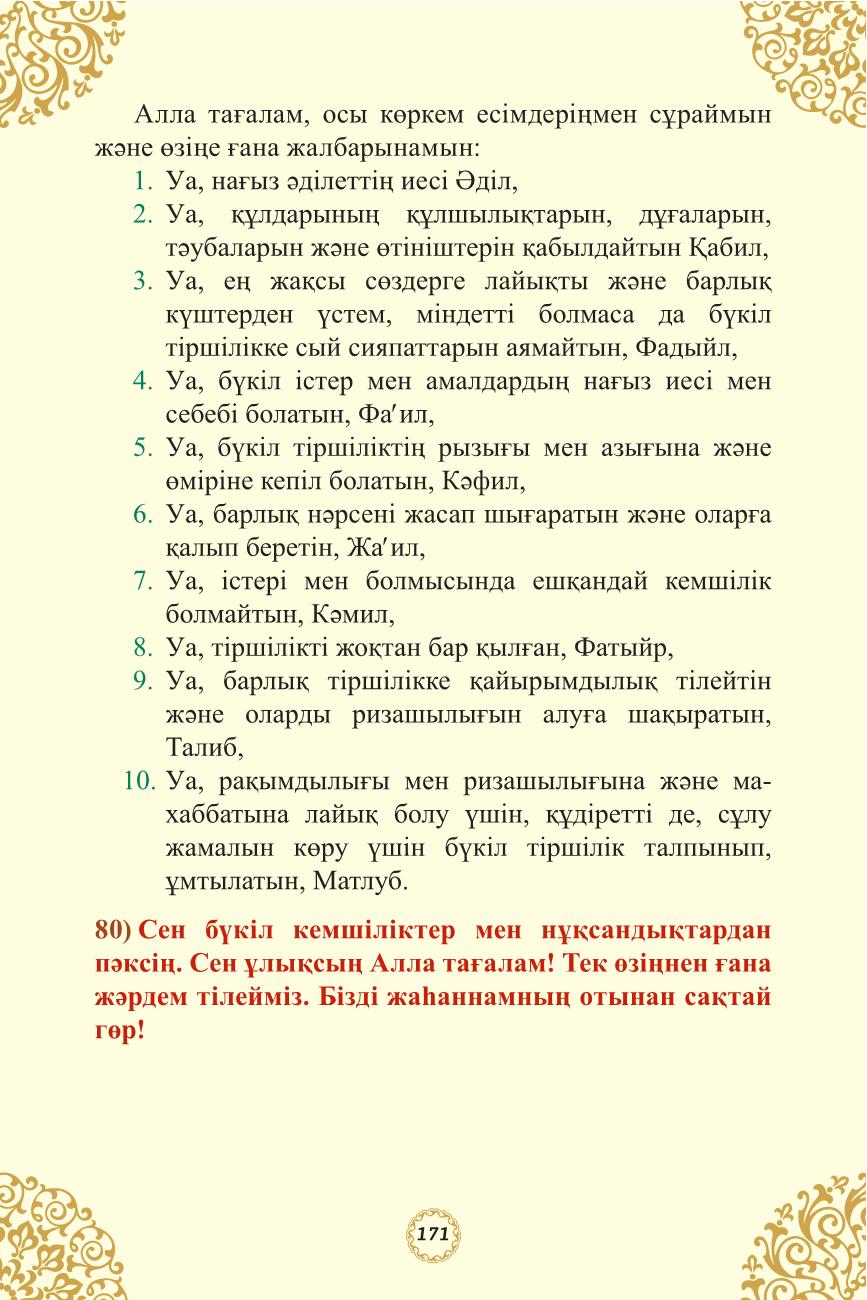 Алла тағалам, осы көркем есімдеріңмен сұраймын
және өзіңе ғана жалбарынамын:
1. Уа, нағыз әділеттің иесі Әділ,
2. Уа, құлдарының құлшылықтарын, дұғаларын,
тәубаларын және өтініштерін қабылдайтын Қабил,
3. Уа, ең жақсы сөздерге лайықты және барлық
күштерден үстем, міндетті болмаса да бүкіл
тіршілікке сый сияпаттарын аямайтын, Фадыйл,
4. Уа, бүкіл істер мен амалдардың нағыз иесі мен
себебі болатын, Фаʹил,
5. Уа, бүкіл тіршіліктің рызығы мен азығына және
өміріне кепіл болатын, Кәфил,
6. Уа, барлық нәрсені жасап шығаратын және оларға
қалып беретін, Жаʹил,
7. Уа, істері мен болмысында ешқандай кемшілік
болмайтын, Кәмил,
8. Уа, тіршілікті жоқтан бар қылған, Фатыйр,
9. Уа, барлық тіршілікке қайырымдылық тілейтін
және оларды ризашылығын алуға шақыратын,
Талиб,
10. Уа, рақымдылығы мен ризашылығына және ма-
хаббатына лайық болу үшін, құдіретті де, сұлу
жамалын көру үшін бүкіл тіршілік талпынып,
ұмтылатын, Матлуб.
80) Сен бүкіл кемшіліктер мен нұқсандықтардан
пәксің. Сен ұлықсың Алла тағалам! Тек өзіңнен ғана
жәрдем тілейміз. Бізді жаһаннамның отынан сақтай
гөр!
171